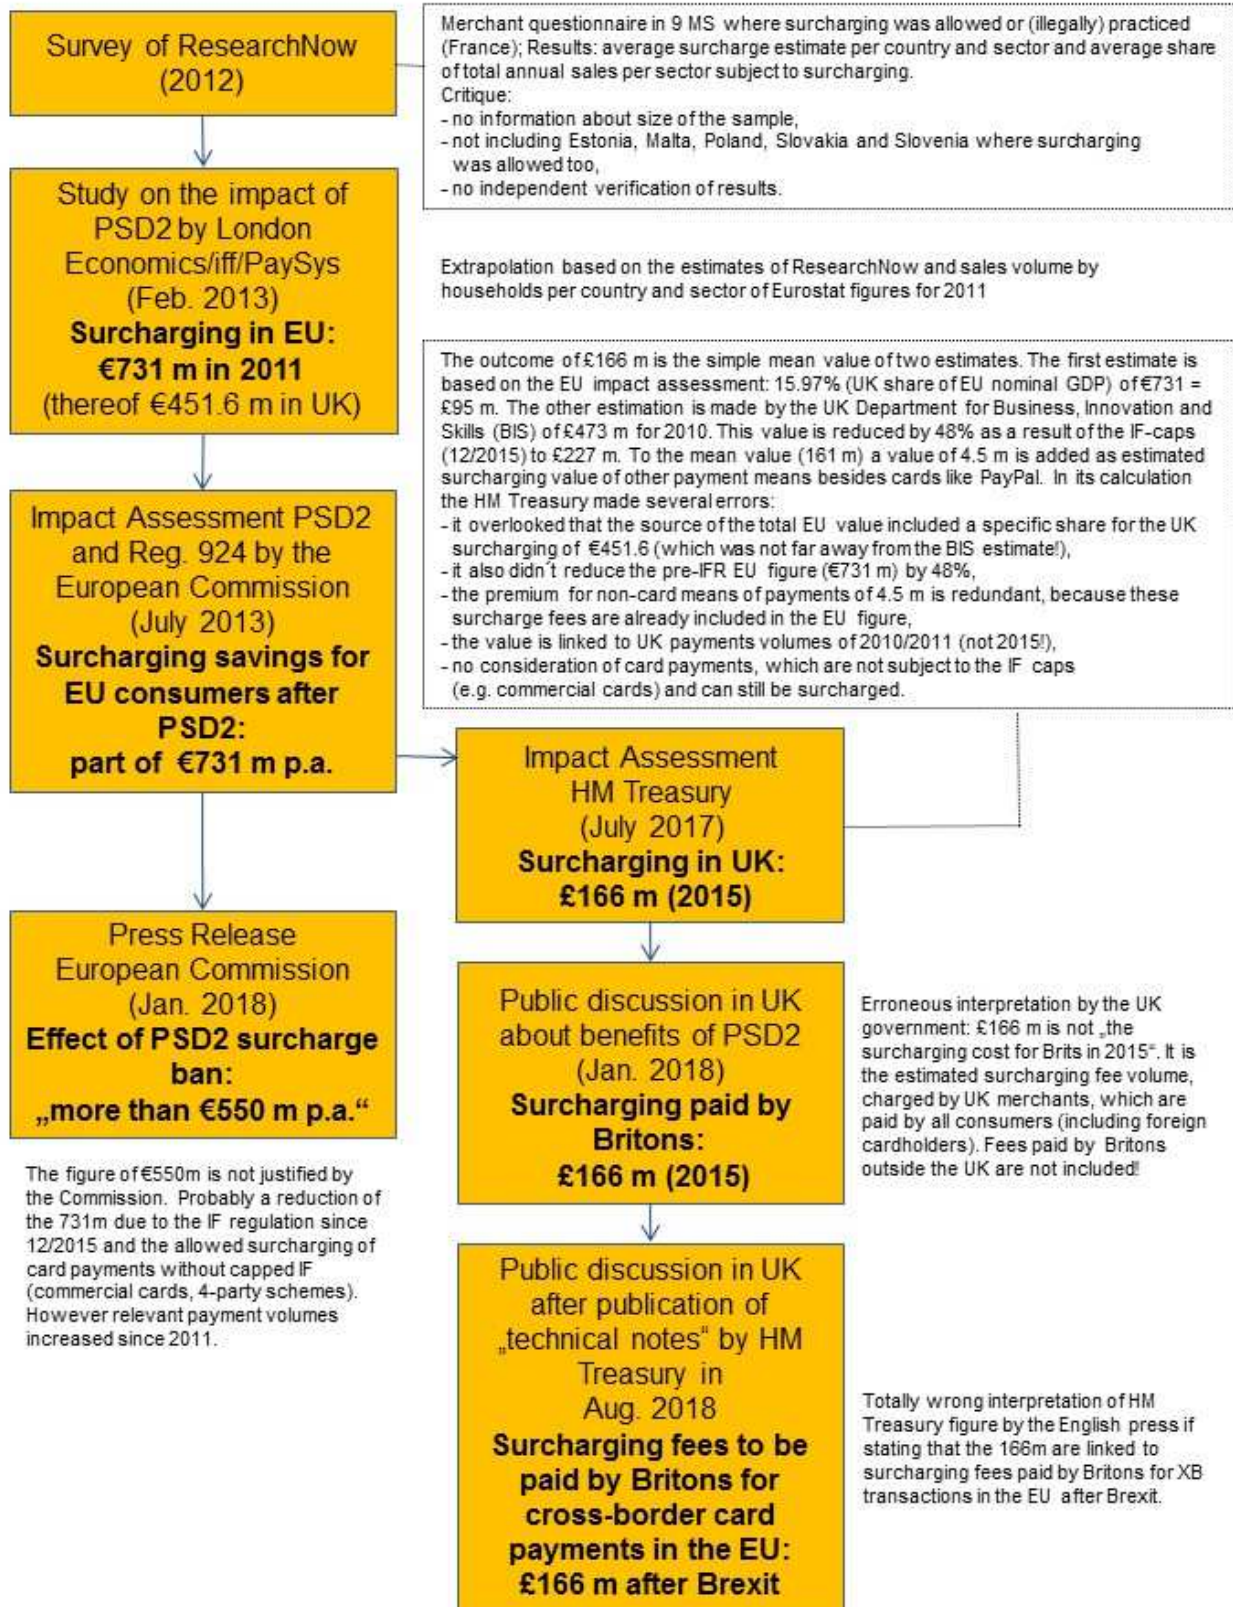 Survey of ResearchNow
(2012)
Merchant questionnaire in 9 MS where surcharging was allowed or (illegally) practiced
(France); Results: average surcharge estimate per country and sector and average share
of total annual sales per sector subject to surcharging.
Critique:
- no information about size of the sample,
- not including Estonia, Malta, Poland, Slovakia and Slovenia where surcharging
was allowed too,
- no independent verification of results.
Study on the impact of
PSD2 by London
Economics/iff/PaySys
(Feb. 2013)
Surcharging in EU:
€731 m in 2011
(thereof €451.6 m in UK)
Extrapolation based on the estimates of ResearchNow and sales volume by
households per country and sector of Eurostat figures for 2011
The outcome of £166 m is the simple mean value of two estimates. The first estimate is
based on the EU impact assessment: 15.97% (UK share of EU nominal GDP) of €731 =
£95 m. The other estimation is made by the UK Department for Business, Innovation and
Skills (BIS) of £473 m for 2010. This value is reduced by 48% as a result of the IF-caps
(12/2015) to £227 m. To the mean value (161 m) a value of 4.5 m is added as estimated
surcharging value of other payment means besides cards like PayPal. In its calculation
the HM Treasury made several errors:
- it overlooked that the source of the total EU value included a specific share for the UK
surcharging of €451.6 (which was not far away from the BIS estimate!),
- it also didn´t reduce the pre-IFR EU figure (€731 m) by 48%,
- the premium for non-card means of payments of 4.5 m is redundant, because these
surcharge fees are already included in the EU figure,
- the value is linked to UK payments volumes of 2010/2011 (not 2015!),
- no consideration of card payments, which are not subject to the IF caps
(e.g. commercial cards) and can still be surcharged.
Impact Assessment PSD2
and Reg. 924 by the
European Commission
(July 2013)
Surcharging savings for
EU consumers after
PSD2:
part of €731 m p.a.
Impact Assessment
HM Treasury
(July 2017)
Surcharging in UK:
£166 m (2015)
Press Release
European Commission
(Jan. 2018)
Effect of PSD2 surcharge
ban:
„more than €550 m p.a.“
The figure of €550m is not justified by
the Commission. Probably a reduction of
the 731m due to the IF regulation since
12/2015 and the allowed surcharging of
card payments without capped IF
(commercial cards, 4-party schemes).
However relevant payment volumes
increased since 2011.
Public discussion in UK
about benefits of PSD2
(Jan. 2018)
Surcharging paid by
Britons:
£166 m (2015)
Erroneous interpretation by the UK
government: £166 m is not „the
surcharging cost for Brits in 2015“. It is
the estimated surcharging fee volume,
charged by UK merchants, which are
paid by all consumers (including foreign
cardholders). Fees paid by Britons
outside the UK are not included!
Public discussion in UK
after publication of
„technical notes“ by HM
Treasury in
Aug. 2018
Surcharging fees to be
paid by Britons for
cross-border card
payments in the EU:
£166 m after Brexit
Totally wrong interpretation of HM
Treasury figure by the English press if
stating that the 166m are linked to
surcharging fees paid by Britons for XB
transactions in the EU after Brexit.